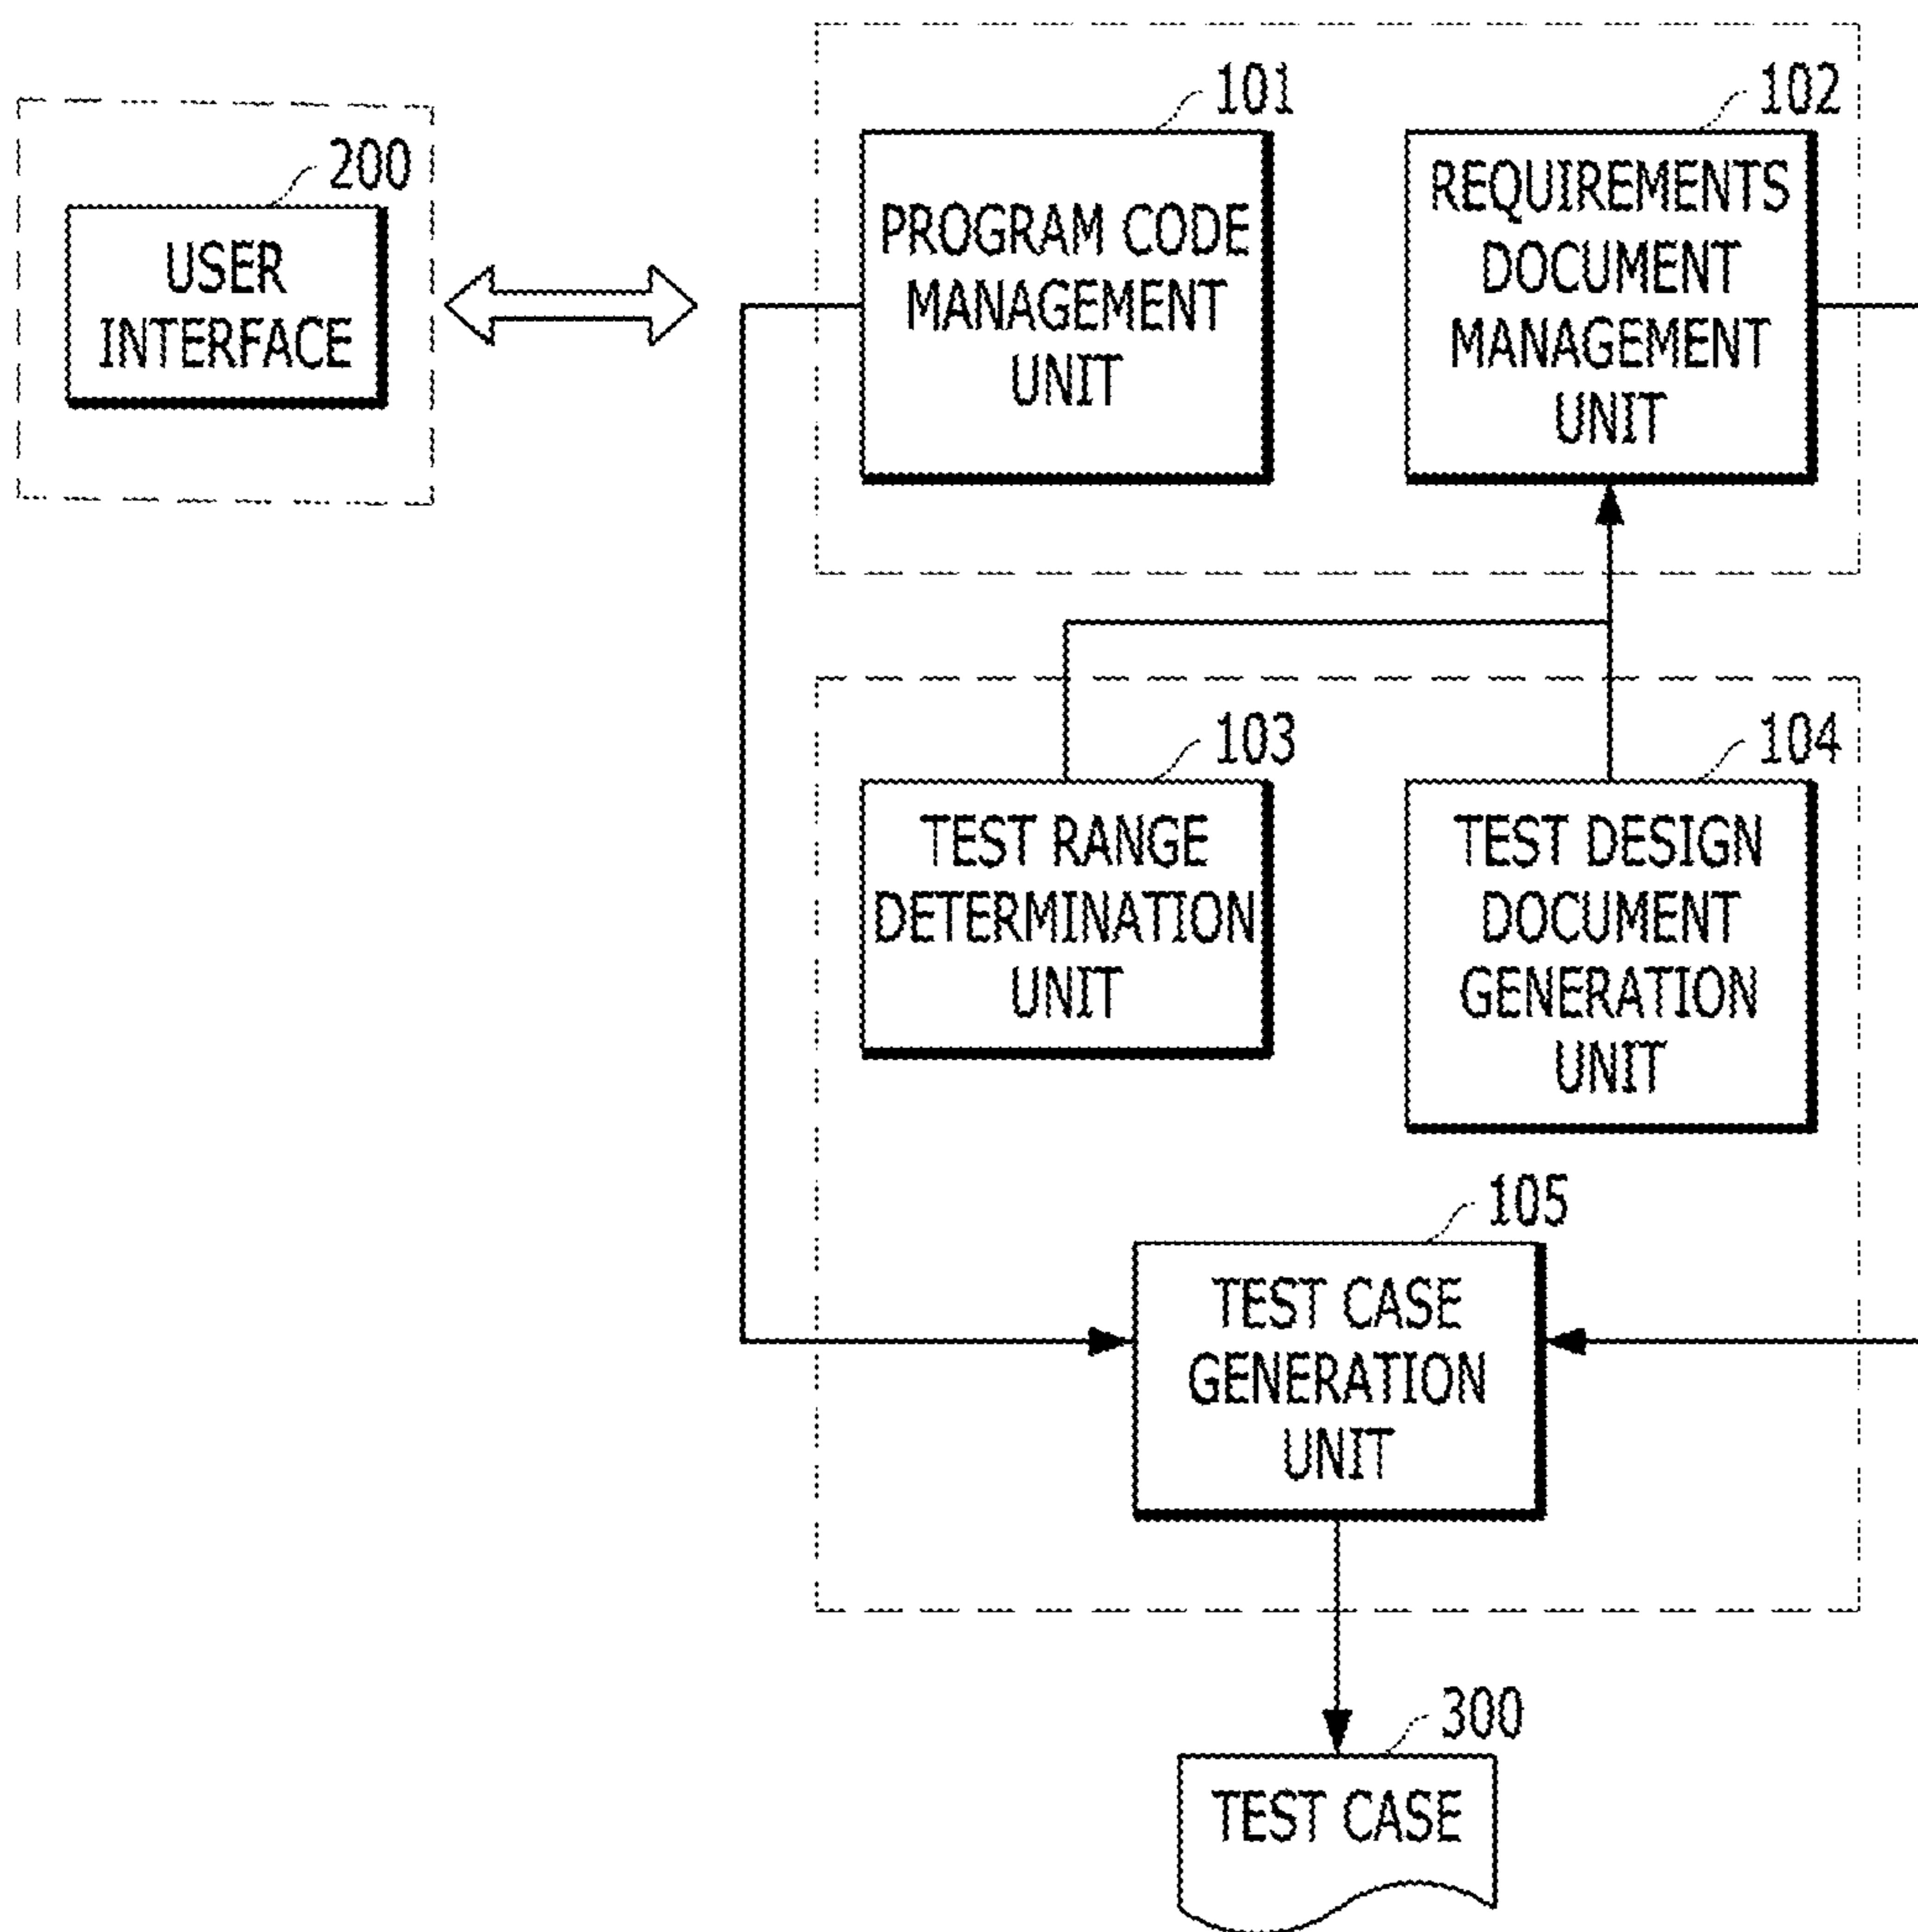 200
USER
INTERFACE
101
PROGRAM CODE
MANAGEMENT
UNIT
102
REQUIREMENTS
DOCUMENT
MANAGEMENT
UNIT
103
TEST RANGE
DETERMINATION
UNIT
104
TEST DESIGN
DOCUMENT
GENERATION
UNIT
105
TEST CASE
GENERATION
UNIT
300
TEST CASE